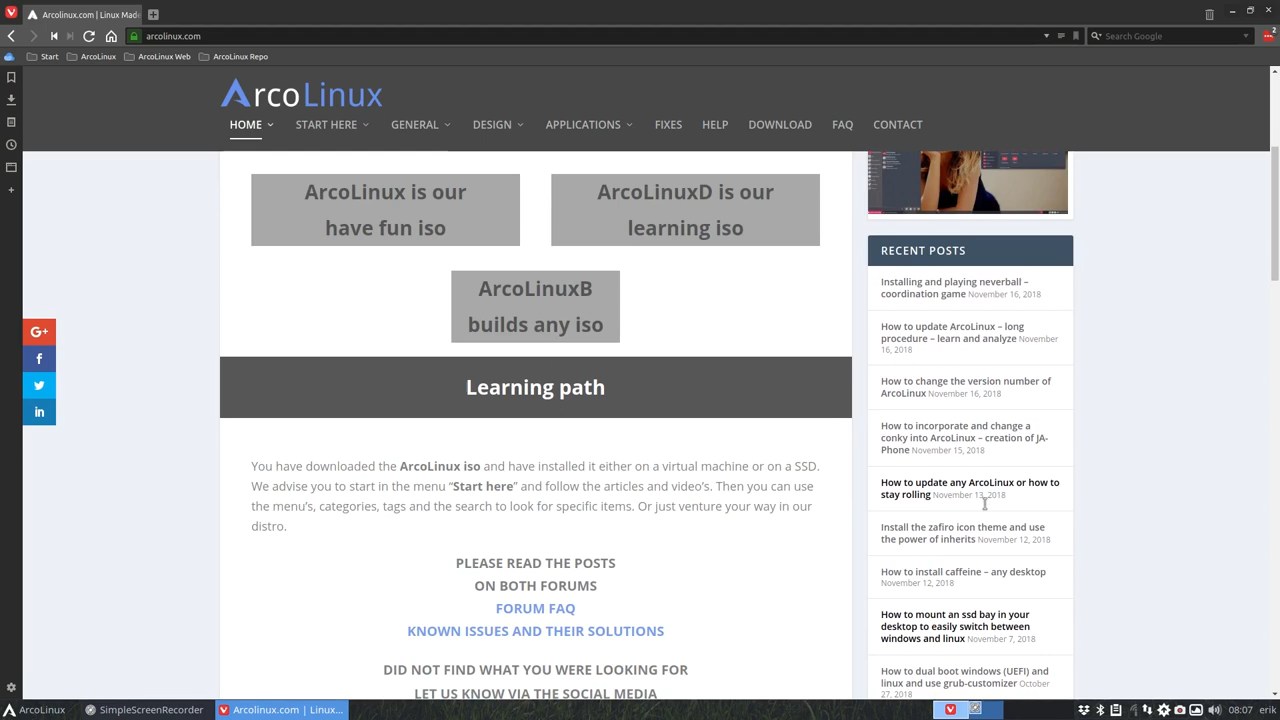 Arcolinux.com | Linux Made
arcolinux.com
Search Google
2
Start
ArcoLinux
ArcoLinux Web
ArcoLinux Repo
ArcoLinux
HOME
START HERE
GENERAL
DESIGN
APPLICATIONS
FIXES
HELP
DOWNLOAD
FAQ
CONTACT
ArcoLinux is our
have fun iso
ArcoLinuxD is our
learning iso
ArcoLinuxB
builds any iso
Learning path
You have downloaded the ArcoLinux iso and have installed it either on a virtual machine or on a SSD.
We advise you to start in the menu “Start here” and follow the articles and video’s. Then you can use
the menu’s, categories, tags and the search to look for specific items. Or just venture your way in our
distro.
PLEASE READ THE POSTS
ON BOTH FORUMS
FORUM FAQ
KNOWN ISSUES AND THEIR SOLUTIONS
DID NOT FIND WHAT YOU WERE LOOKING FOR
LET US KNOW VIA THE SOCIAL MEDIA
G+
RECENT POSTS
Installing and playing neverball –
coordination game November 16, 2018
How to update ArcoLinux – long
procedure – learn and analyze November
16, 2018
How to change the version number of
ArcoLinux November 16, 2018
How to incorporate and change a
conky into ArcoLinux – creation of JA-
Phone November 15, 2018
How to update any ArcoLinux or how to
stay rolling November 13, 2018
Install the zafiro icon theme and use
the power of inherits November 12, 2018
How to install caffeine – any desktop
November 12, 2018
How to mount an ssd bay in your
desktop to easily switch between
windows and linux November 7, 2018
How to dual boot windows (UEFI) and
linux and use grub-customizer October
27, 2018
ArcoLinux
SimpleScreenRecorder
Arcolinux.com | Linux...
08:07
erik